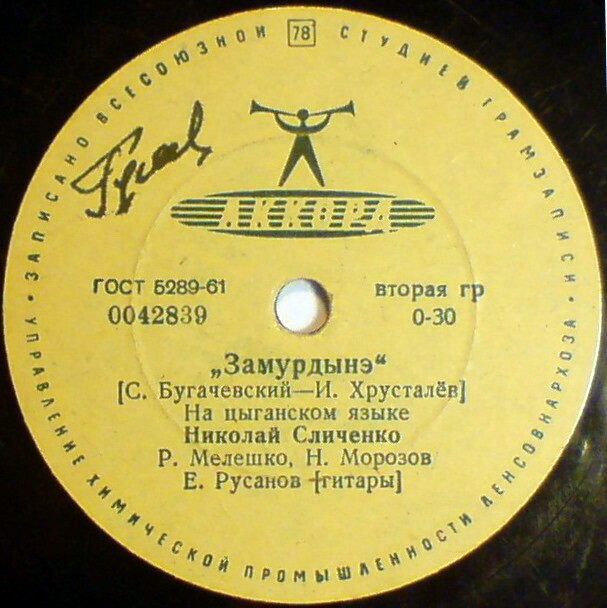 ЗАПИСАНО ВСЕСОЮЗНОЙ 78 СТУДИЕЙ ГРАМЗАПИСИ
АККОРД
ГОСТ 5289-61
вторая гр
0042839
0-30
„Замурдынэ“
[С. Бугачевский—И. Хрусталёв]
На цыганском языке
Николай Сличенко
Р. Мелешко, Н. Морозов
Е. Русанов [гитары]
УПРАВЛЕНИЕ ХИМИЧЕСКОЙ ПРОМЫШЛЕННОСТИ ЛЕНСОВНАРХОЗА